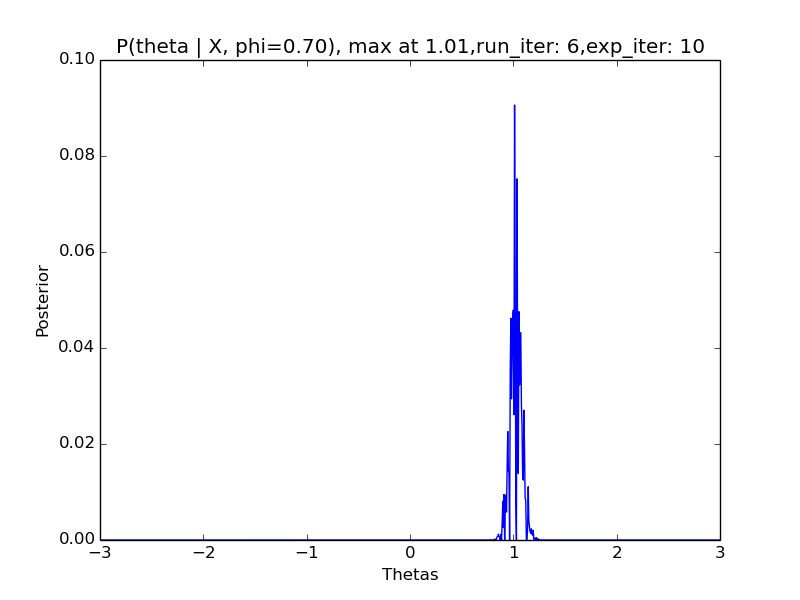 P(theta | X, phi=0.70), max at 1.01,run_iter: 6,exp_iter: 10
0.10
0.08
0.06
0.04
0.02
0.00
Posterior
−3 −2 −1 0 1 2 3
Thetas